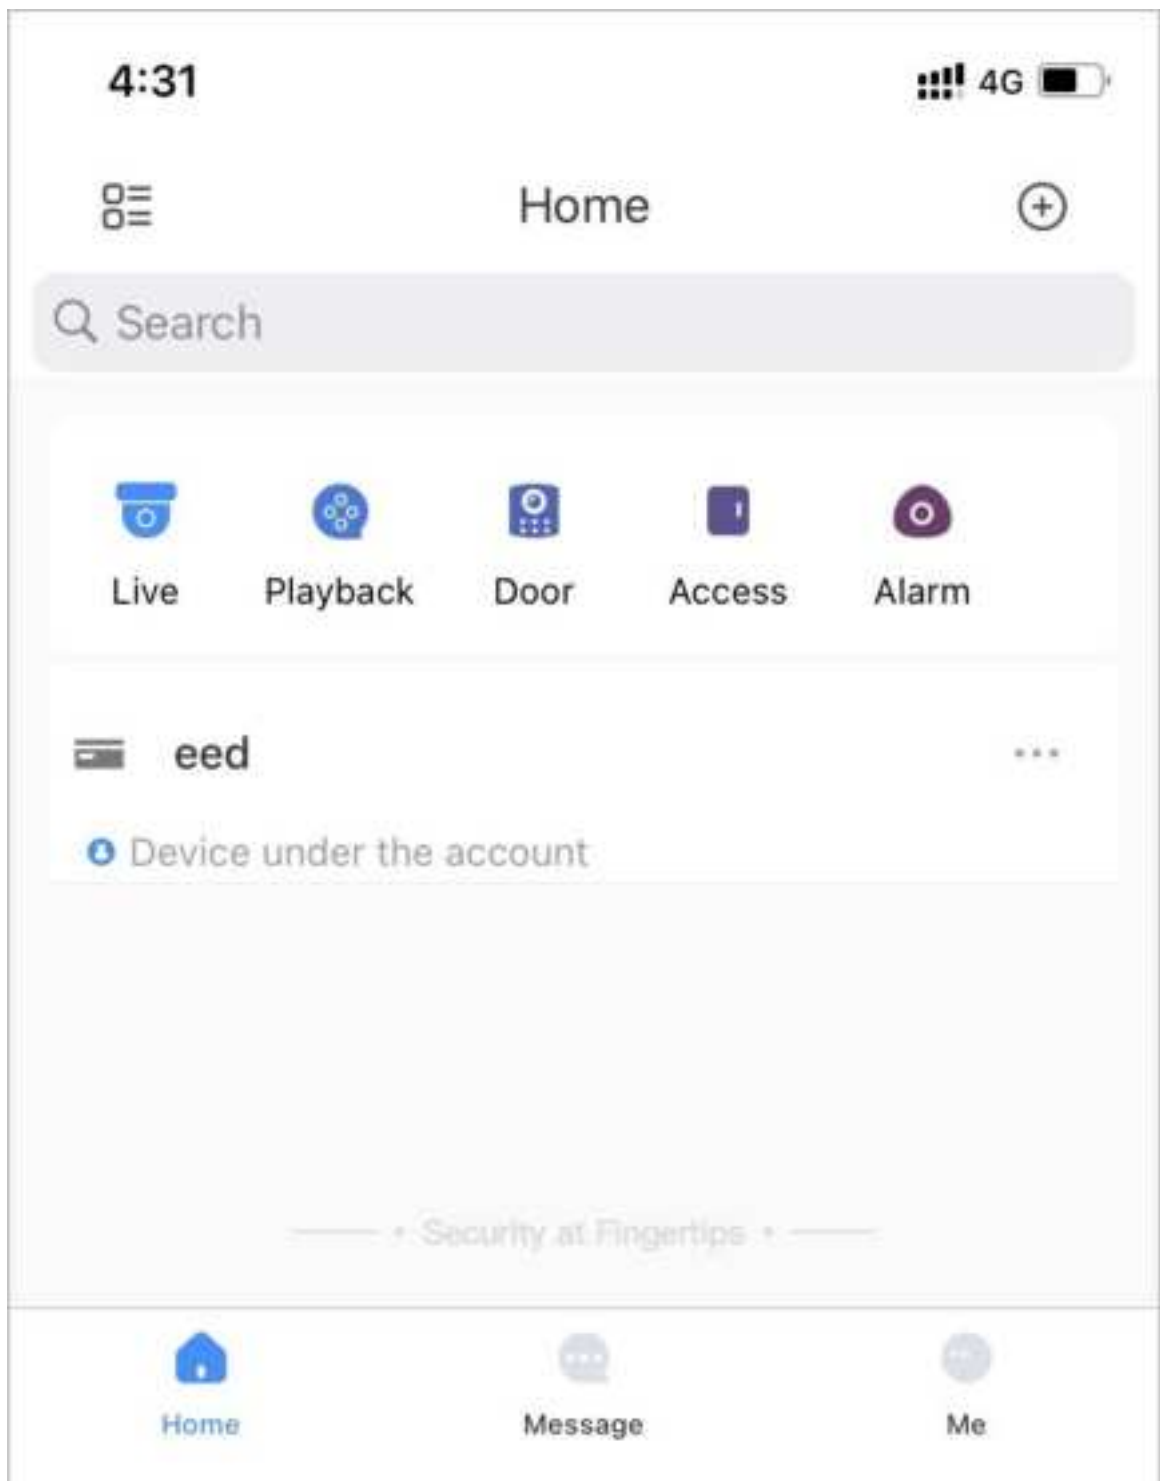 4:31 4G
Home
Search
Live Playback Door Access Alarm
eed
Device under the account
Security at Fingertips
Home Message Me